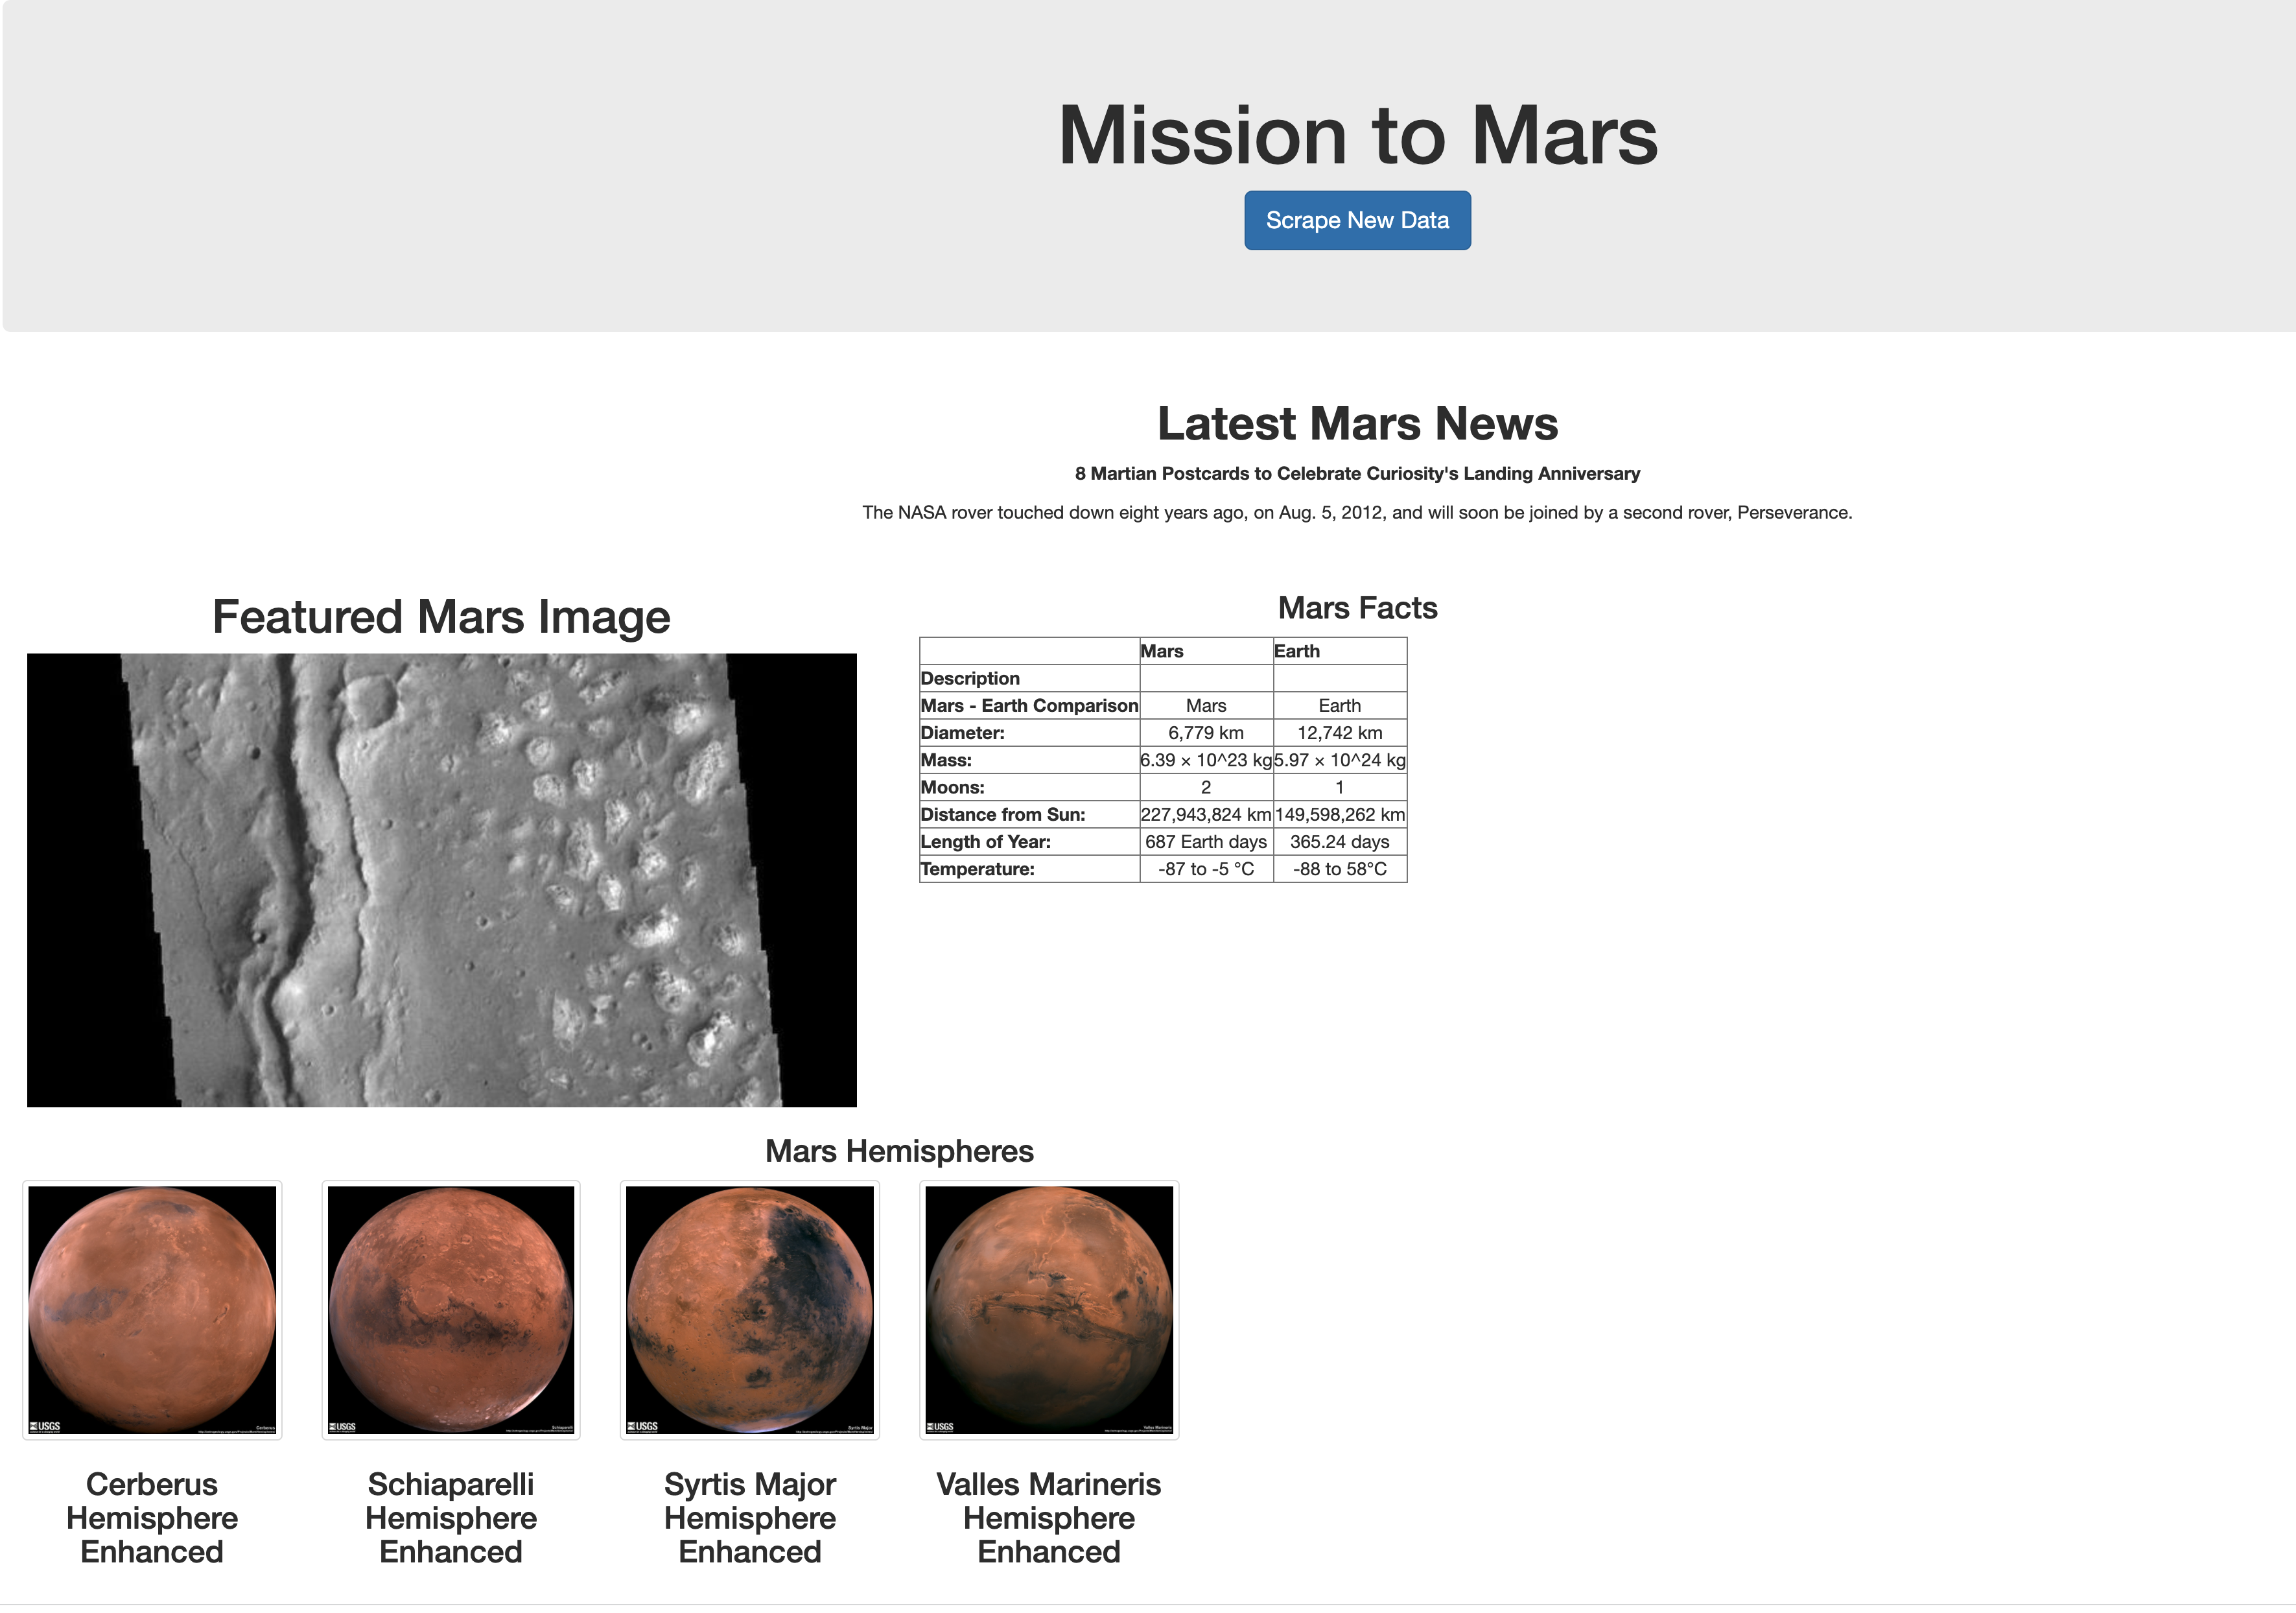 Mission to Mars
Scrape New Data
Latest Mars News
8 Martian Postcards to Celebrate Curiosity's Landing Anniversary
The NASA rover touched down eight years ago, on Aug. 5, 2012, and will soon be joined by a second rover, Perseverance.
Featured Mars Image
Mars Facts
Mars Earth
Description
Mars - Earth Comparison Mars Earth
Diameter: 6,779 km 12,742 km
Mass: 6.39 × 10^23 kg 5.97 × 10^24 kg
Moons: 2 1
Distance from Sun: 227,943,824 km 149,598,262 km
Length of Year: 687 Earth days 365.24 days
Temperature: -87 to -5 °C -88 to 58°C
Mars Hemispheres
USGS Cerberus
USGS Schiaparelli
USGS Syrtis Major
USGS Valles Marineris
Cerberus
Hemisphere
Enhanced
Schiaparelli
Hemisphere
Enhanced
Syrtis Major
Hemisphere
Enhanced
Valles Marineris
Hemisphere
Enhanced